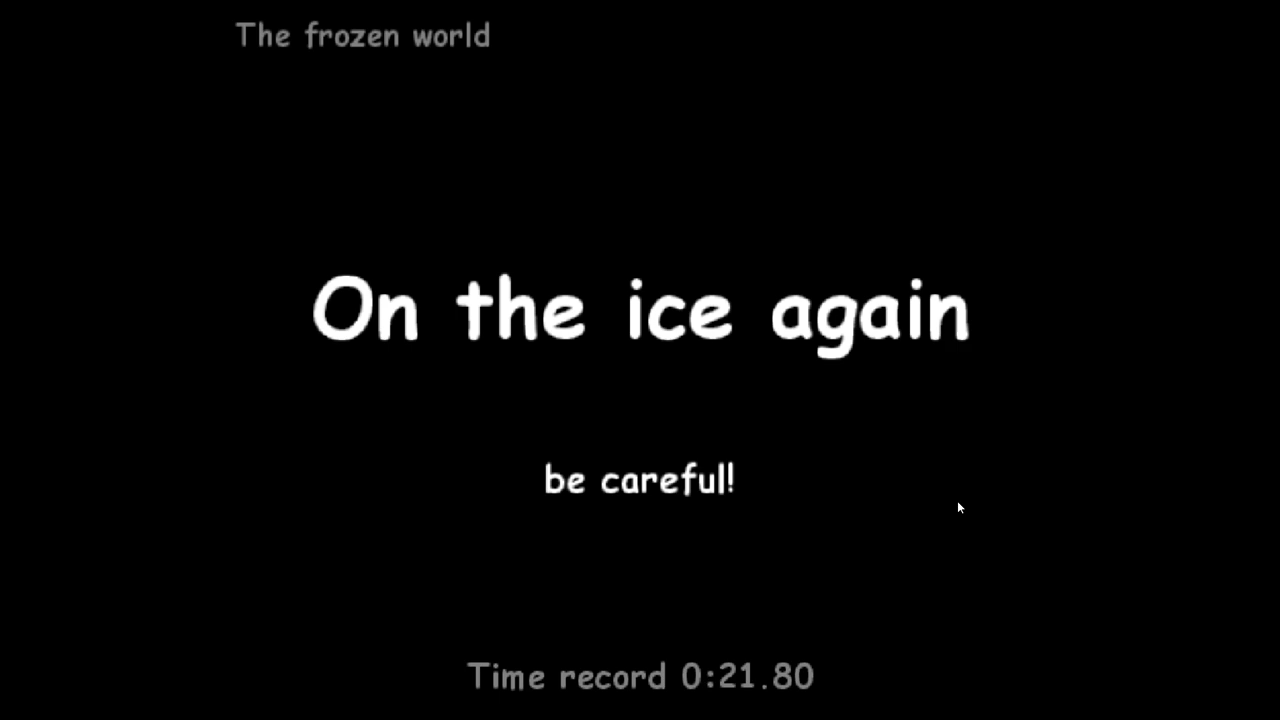 The frozen world
On the ice again
be careful!
Time record 0:21.80